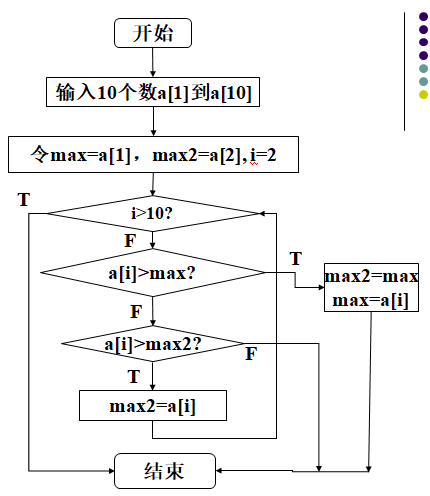 开始
输入10个数a[1]到a[10]
令max=a[1]，max2=a[2],i=2
T
i>10?
F
a[i]>max?
T
max2=max
max=a[i]
F
a[i]>max2?
F
T
max2=a[i]
结束